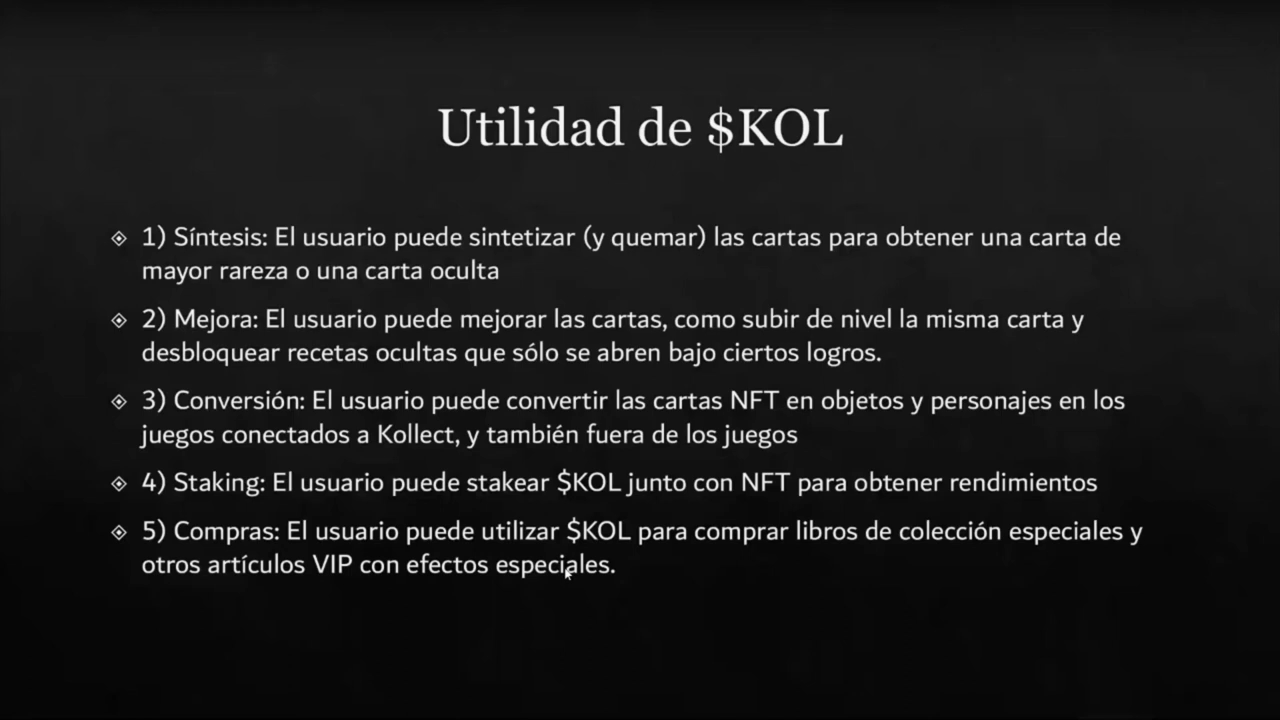 Utilidad de $KOL
1) Síntesis: El usuario puede sintetizar (y quemar) las cartas para obtener una carta de
mayor rareza o una carta oculta
2) Mejora: El usuario puede mejorar las cartas, como subir de nivel la misma carta y
desbloquear recetas ocultas que sólo se abren bajo ciertos logros.
3) Conversión: El usuario puede convertir las cartas NFT en objetos y personajes en los
juegos conectados a Kollect, y también fuera de los juegos
4) Staking: El usuario puede stakear $KOL junto con NFT para obtener rendimientos
5) Compras: El usuario puede utilizar $KOL para comprar libros de colección especiales y
otros artículos VIP con efectos especiales.